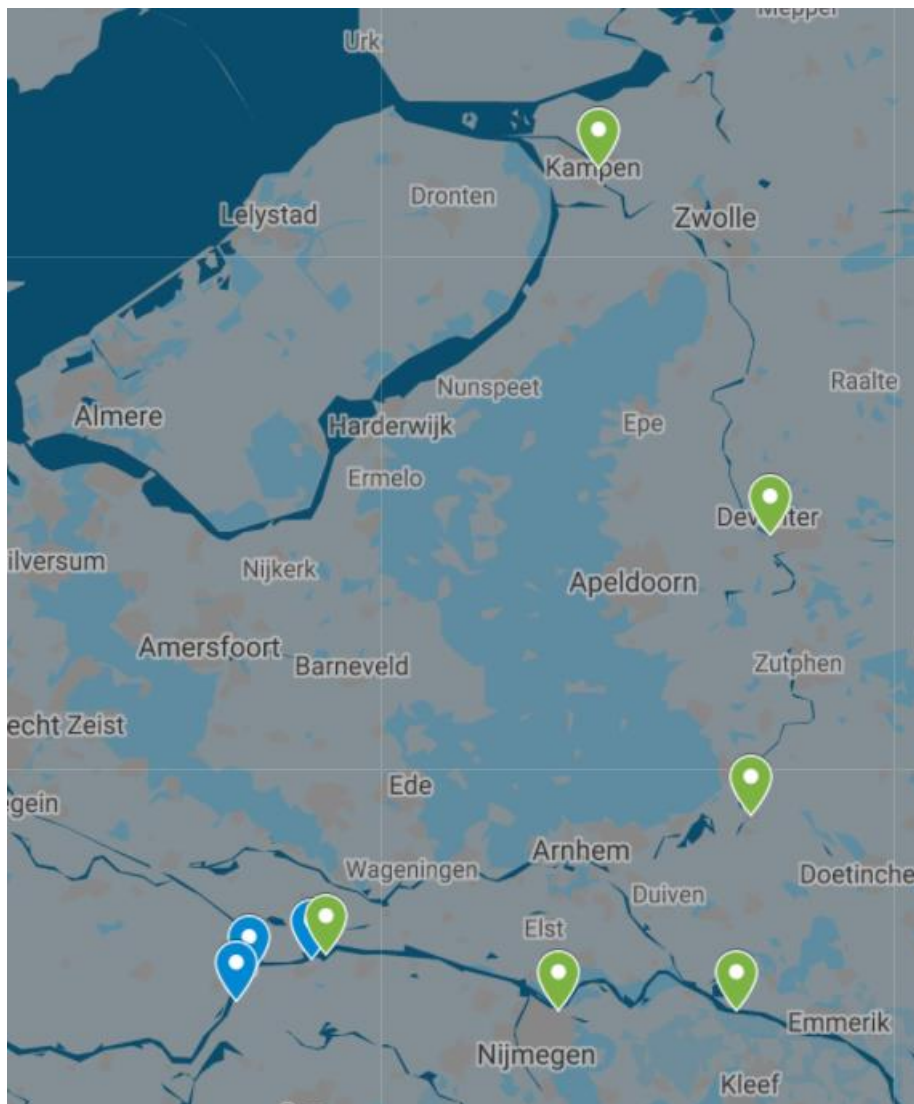 Meppel
Urk
Kampen
Dronten
Lelystad
Zwolle
Nunspeet
Raalte
Almere
Harderwijk
Epe
Ermelo
ilversum
Nijkerk
Apeldoorn
Amersfoort
Barneveld
Zutphen
echt Zeist
Ede
egein
Arnhem
Wageningen
Doetinche
Duiven
Elst
Emmerik
Nijmegen
Kleef